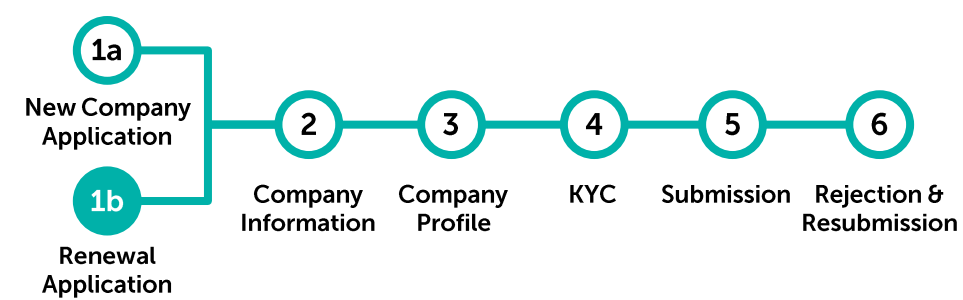 1a
New Company
Application
1b
Renewal
Application
2
Company
Information
3
Company
Profile
4
KYC
5
Submission
6
Rejection &
Resubmission